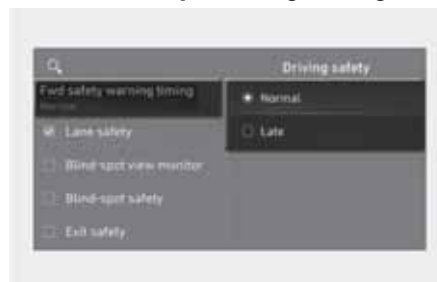 Driving safety
Fwd safety warning timing
Normal
Normal
Late
Lane safety
Blind-spot view monitor
Blind-spot safety
Exit safety